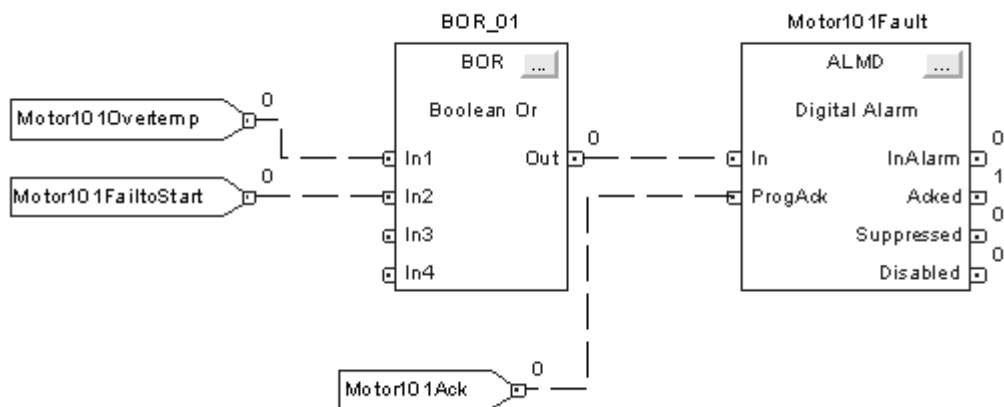 BOR_01 Motor101Fault
BOR ... ALMD ...
0
Motor101Overtemp Boolean Or Digital Alarm
0 0
In1 Out In InAlarm
0 1
Motor101FailtoStart In2 ProgAck Acked
0
In3 Suppressed
0
In4 Disabled
0
Motor101Ack